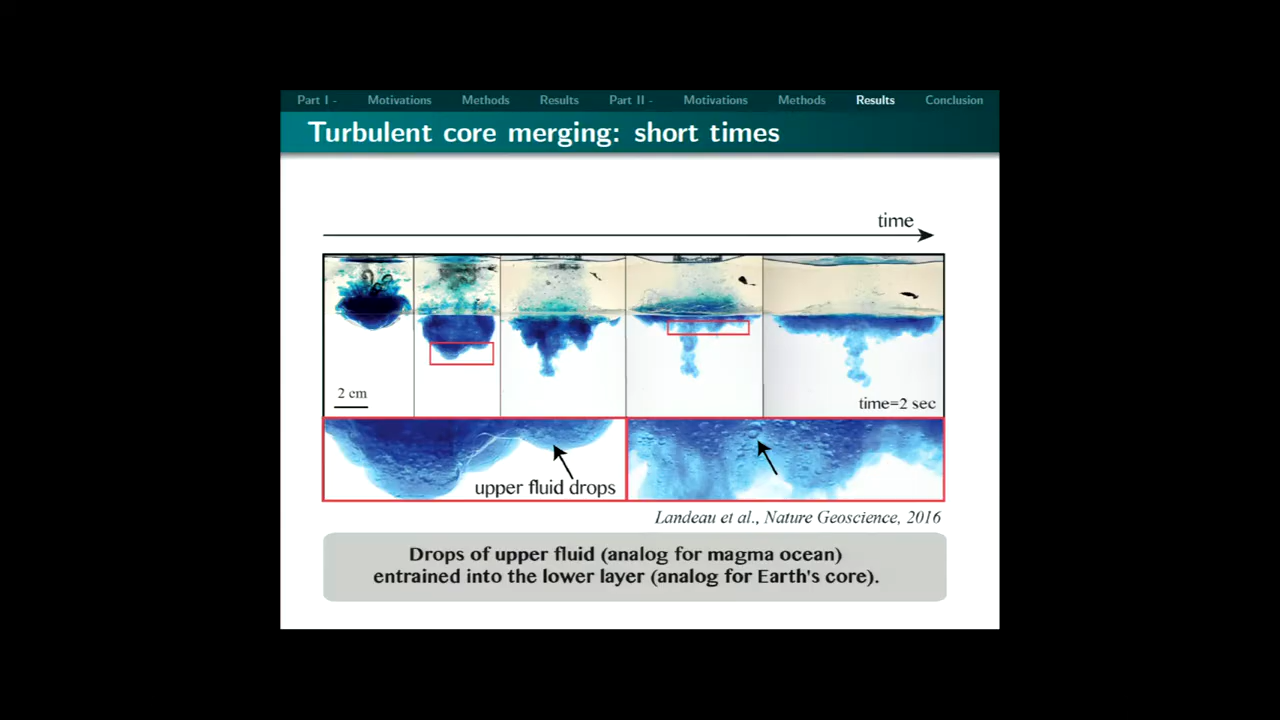 Part I - Motivations Methods Results Part II - Motivations Methods Results Conclusion
Turbulent core merging: short times
time
2 cm
time=2 sec
upper fluid drops
Landeau et al., Nature Geoscience, 2016
Drops of upper fluid (analog for magma ocean)
entrained into the lower layer (analog for Earth's core).